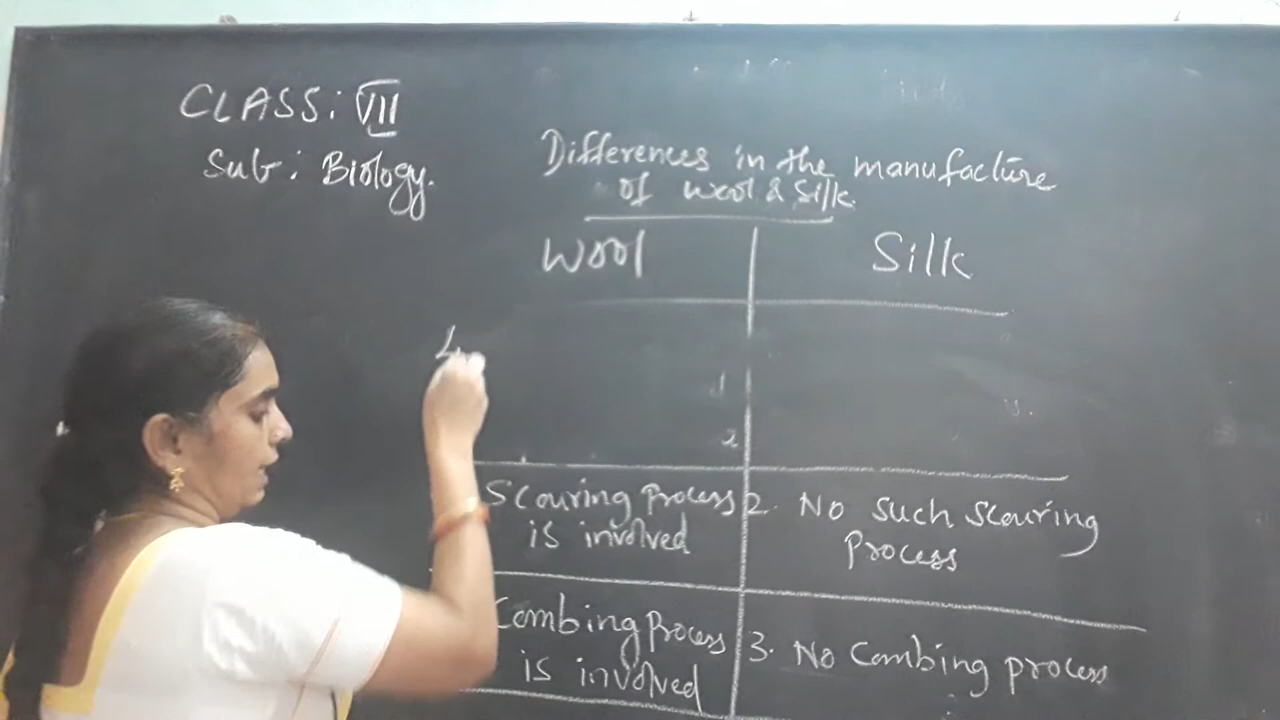 CLASS: VII
Sub: Biology.
Differences in the manufacture
of wool & Silk.
Wool
Silk
4
Scouring Process
is involved
2. No such scouring
Process
Combing Process
is involved
3. No Combing process